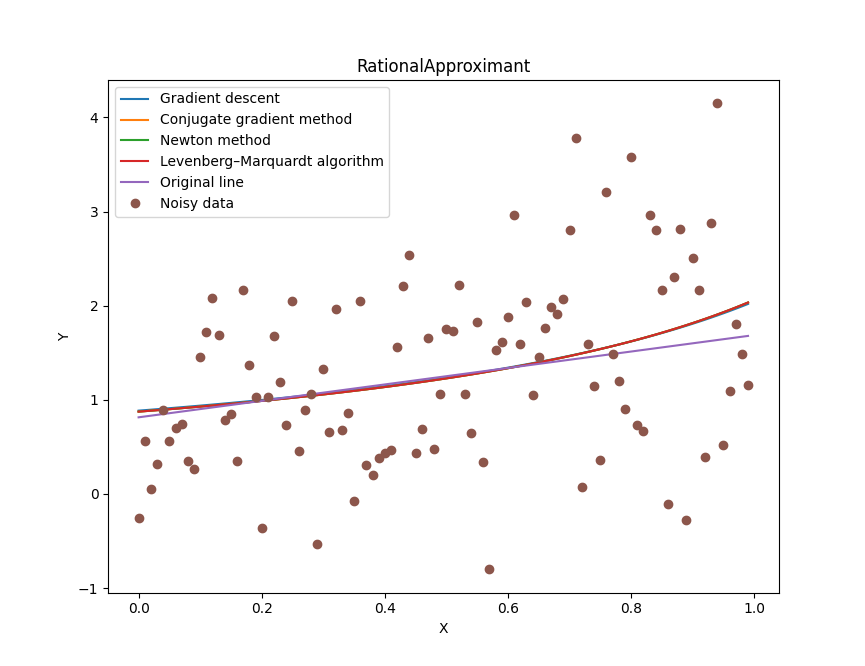 RationalApproximant
Gradient descent
Conjugate gradient method
Newton method
Levenberg–Marquardt algorithm
Original line
Noisy data
4
3
2
1
0
−1
Y
0.0 0.2 0.4 0.6 0.8 1.0
X